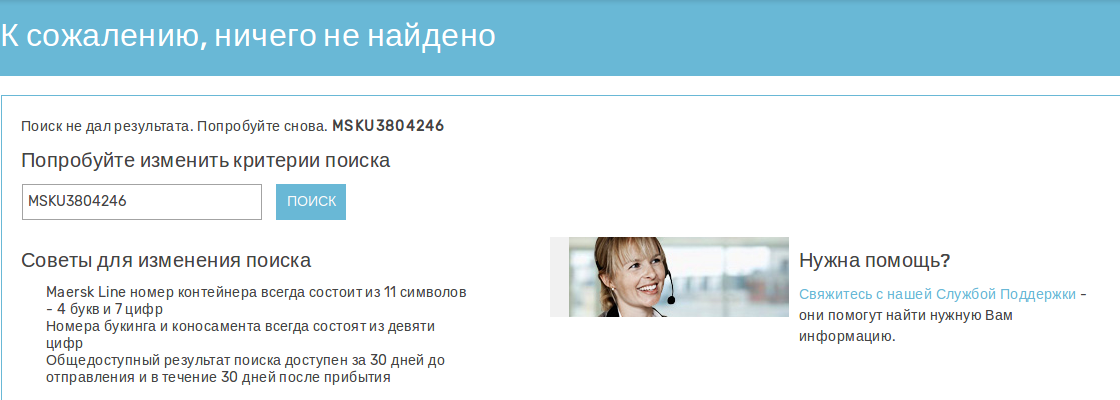 К сожалению, ничего не найдено
Поиск не дал результата. Попробуйте снова. MSKU3804246
Попробуйте изменить критерии поиска
MSKU3804246
ПОИСК
Советы для изменения поиска
Maersk Line номер контейнера всегда состоит из 11 символов
- 4 букв и 7 цифр
Номера букинга и коносамента всегда состоят из девяти
цифр
Общедоступный результат поиска доступен за 30 дней до
отправления и в течение 30 дней после прибытия
Нужна помощь?
Свяжитесь с нашей Службой Поддержки -
они помогут найти нужную Вам
информацию.